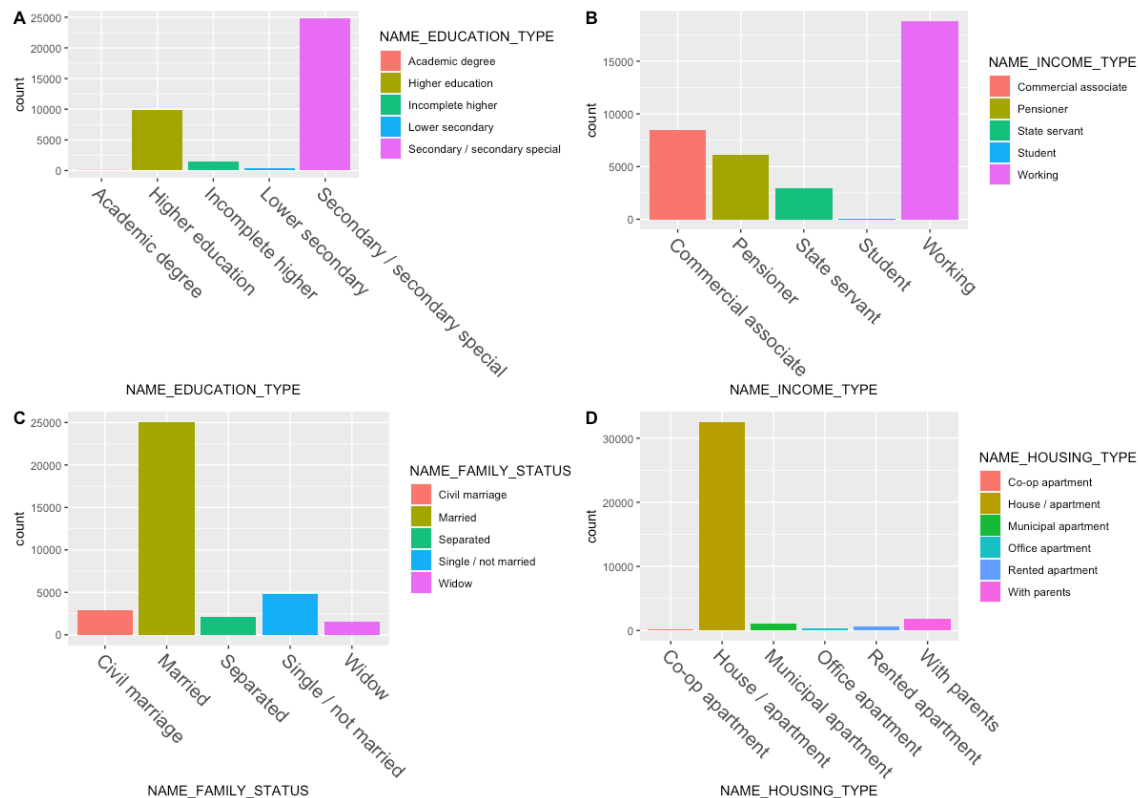 A
count
25000
20000
15000
10000
5000
0
Academic degree
Higher education
Incomplete higher
Lower secondary
Secondary / secondary special
NAME_EDUCATION_TYPE
NAME_EDUCATION_TYPE
Academic degree
Higher education
Incomplete higher
Lower secondary
Secondary / secondary special
B
count
15000
10000
5000
0
Commercial associate
Pensioner
State servant
Student
Working
NAME_INCOME_TYPE
NAME_INCOME_TYPE
Commercial associate
Pensioner
State servant
Student
Working
C
count
25000
20000
15000
10000
5000
0
Civil marriage
Married
Separated
Single / not married
Widow
NAME_FAMILY_STATUS
NAME_FAMILY_STATUS
Civil marriage
Married
Separated
Single / not married
Widow
D
count
30000
20000
10000
0
Co-op apartment
House / apartment
Municipal apartment
Office apartment
Rented apartment
With parents
NAME_HOUSING_TYPE
NAME_HOUSING_TYPE
Co-op apartment
House / apartment
Municipal apartment
Office apartment
Rented apartment
With parents